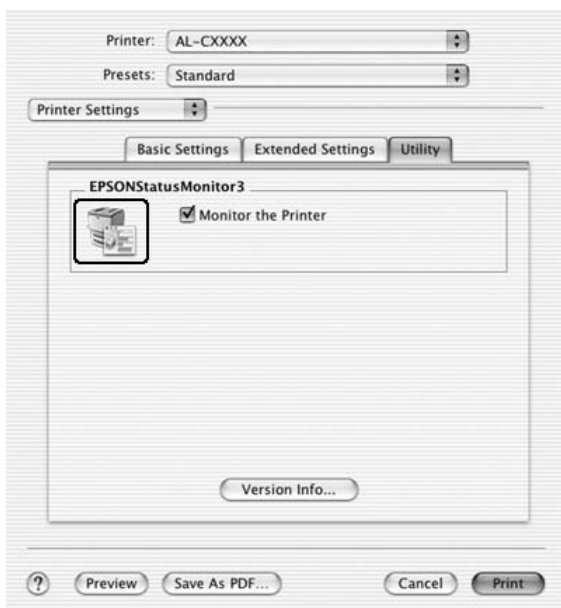 Printer: AL-CXXXX
Presets: Standard
Printer Settings
Basic Settings Extended Settings Utility
EPSONStatusMonitor3
Monitor the Printer
Version Info...
? Preview Save As PDF... Cancel Print